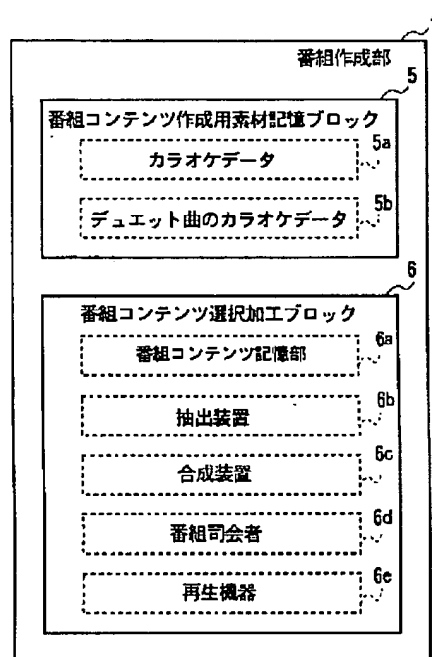 番組作成部
5
番組コンテンツ作成用素材記憶ブロック
カラオケデータ
5a
デュエット曲のカラオケデータ
5b
6
番組コンテンツ選択加工ブロック
番組コンテンツ記憶部
6a
抽出装置
6b
合成装置
6c
番組司会者
6d
再生機器
6e